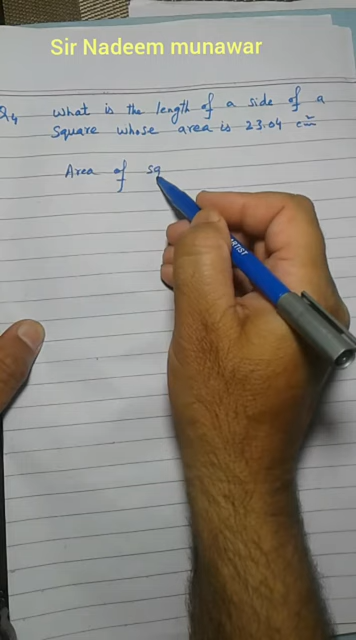 Sir Nadeem munawar
Q4 What is the length of a side of a
Square whose area is 23.04 cm²
Area of sq
ARTIST